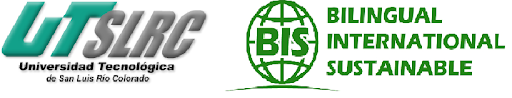 UTSLRC
Universidad Tecnológica
de San Luis Río Colorado
BIS
BILINGUAL
INTERNATIONAL
SUSTAINABLE